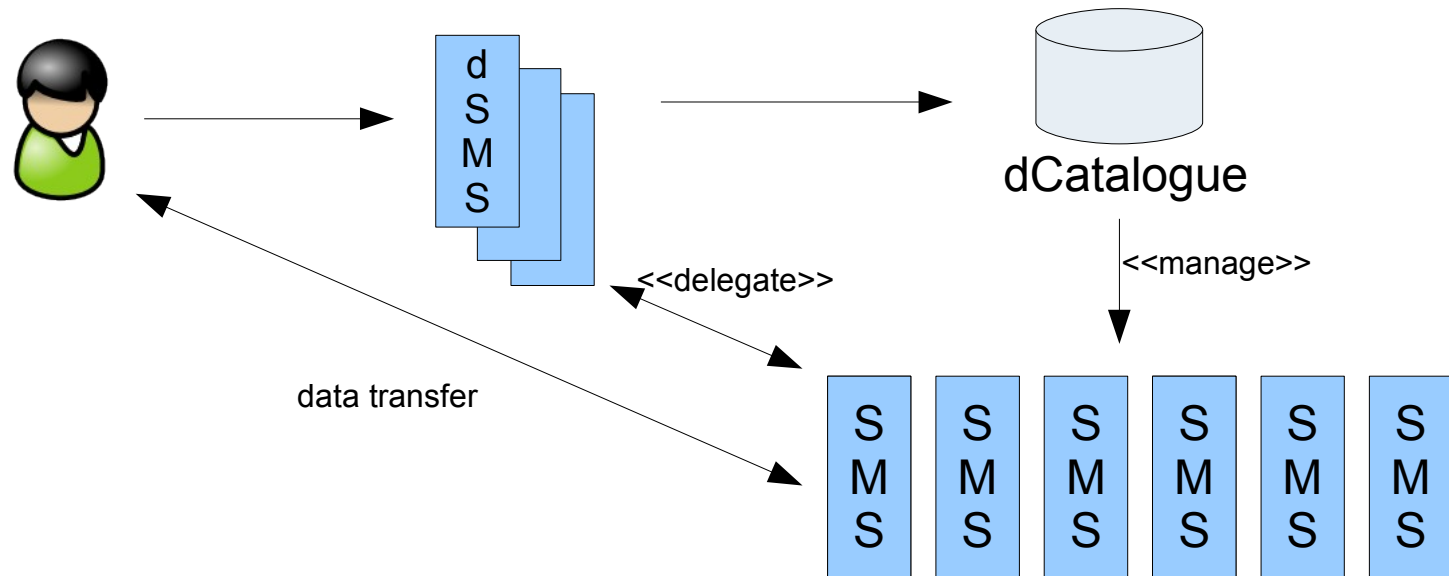 d
S
M
S
dCatalogue
<<delegate>>
<<manage>>
data transfer
S S S S S S
M M M M M M
S S S S S S